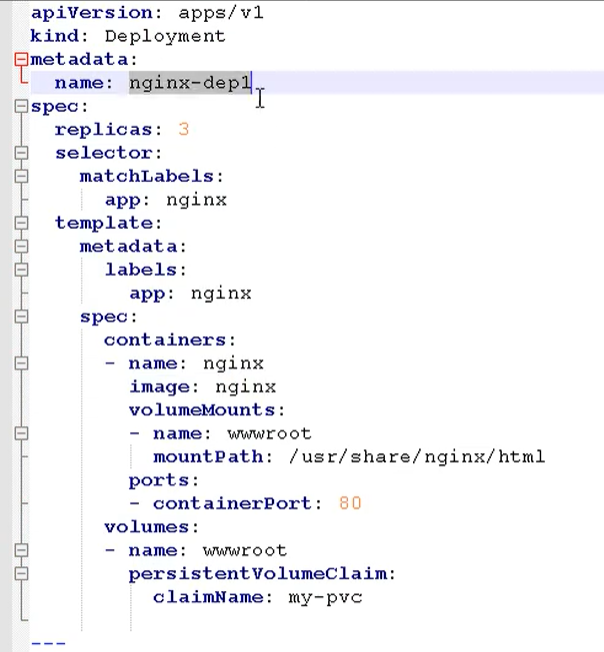 apiVersion: apps/v1
kind: Deployment
metadata:
  name: nginx-dep1
spec:
  replicas: 3
  selector:
    matchLabels:
      app: nginx
  template:
    metadata:
      labels:
        app: nginx
    spec:
      containers:
      - name: nginx
        image: nginx
        volumeMounts:
        - name: wwwroot
          mountPath: /usr/share/nginx/html
        ports:
        - containerPort: 80
      volumes:
      - name: wwwroot
        persistentVolumeClaim:
          claimName: my-pvc
---